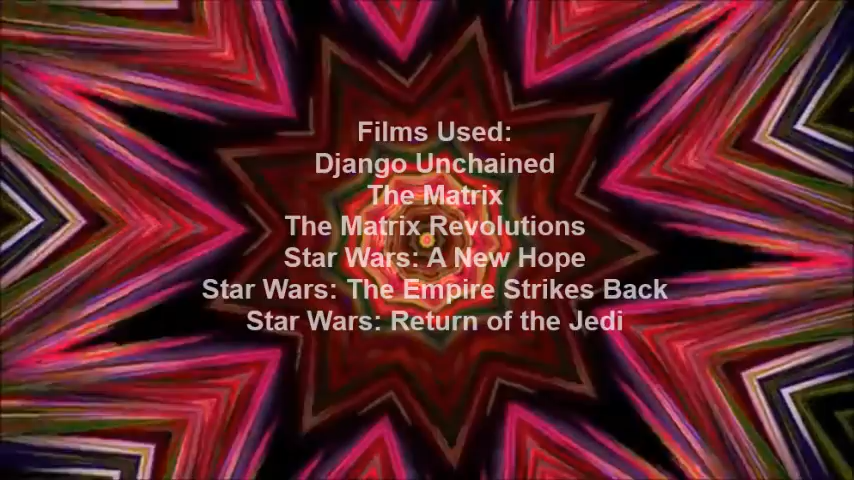 Films Used:
Django Unchained
The Matrix
The Matrix Revolutions
Star Wars: A New Hope
Star Wars: The Empire Strikes Back
Star Wars: Return of the Jedi